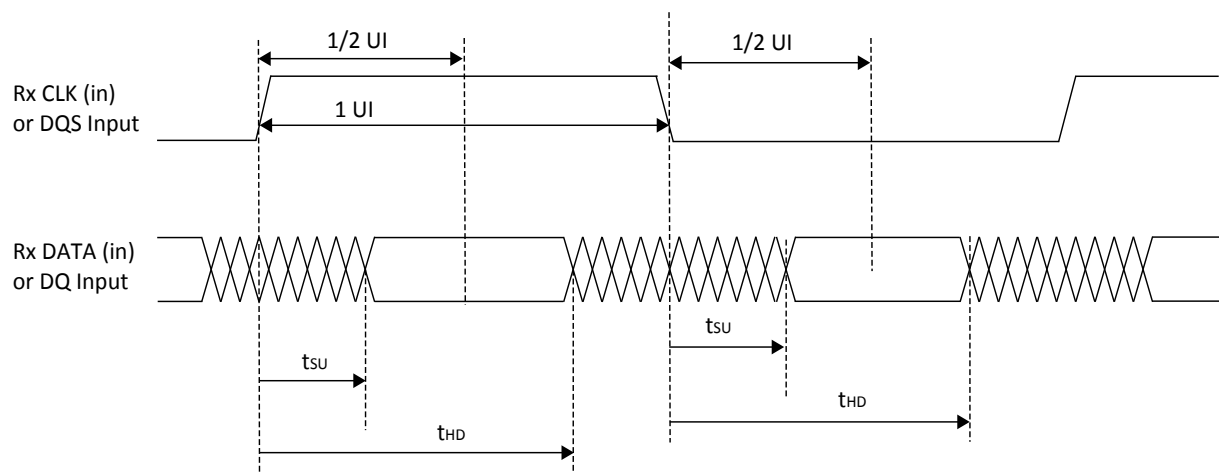 1/2 UI
1/2 UI
Rx CLK (in)
or DQS Input
1 UI
Rx DATA (in)
or DQ Input
tSU
tSU
tHD
tHD